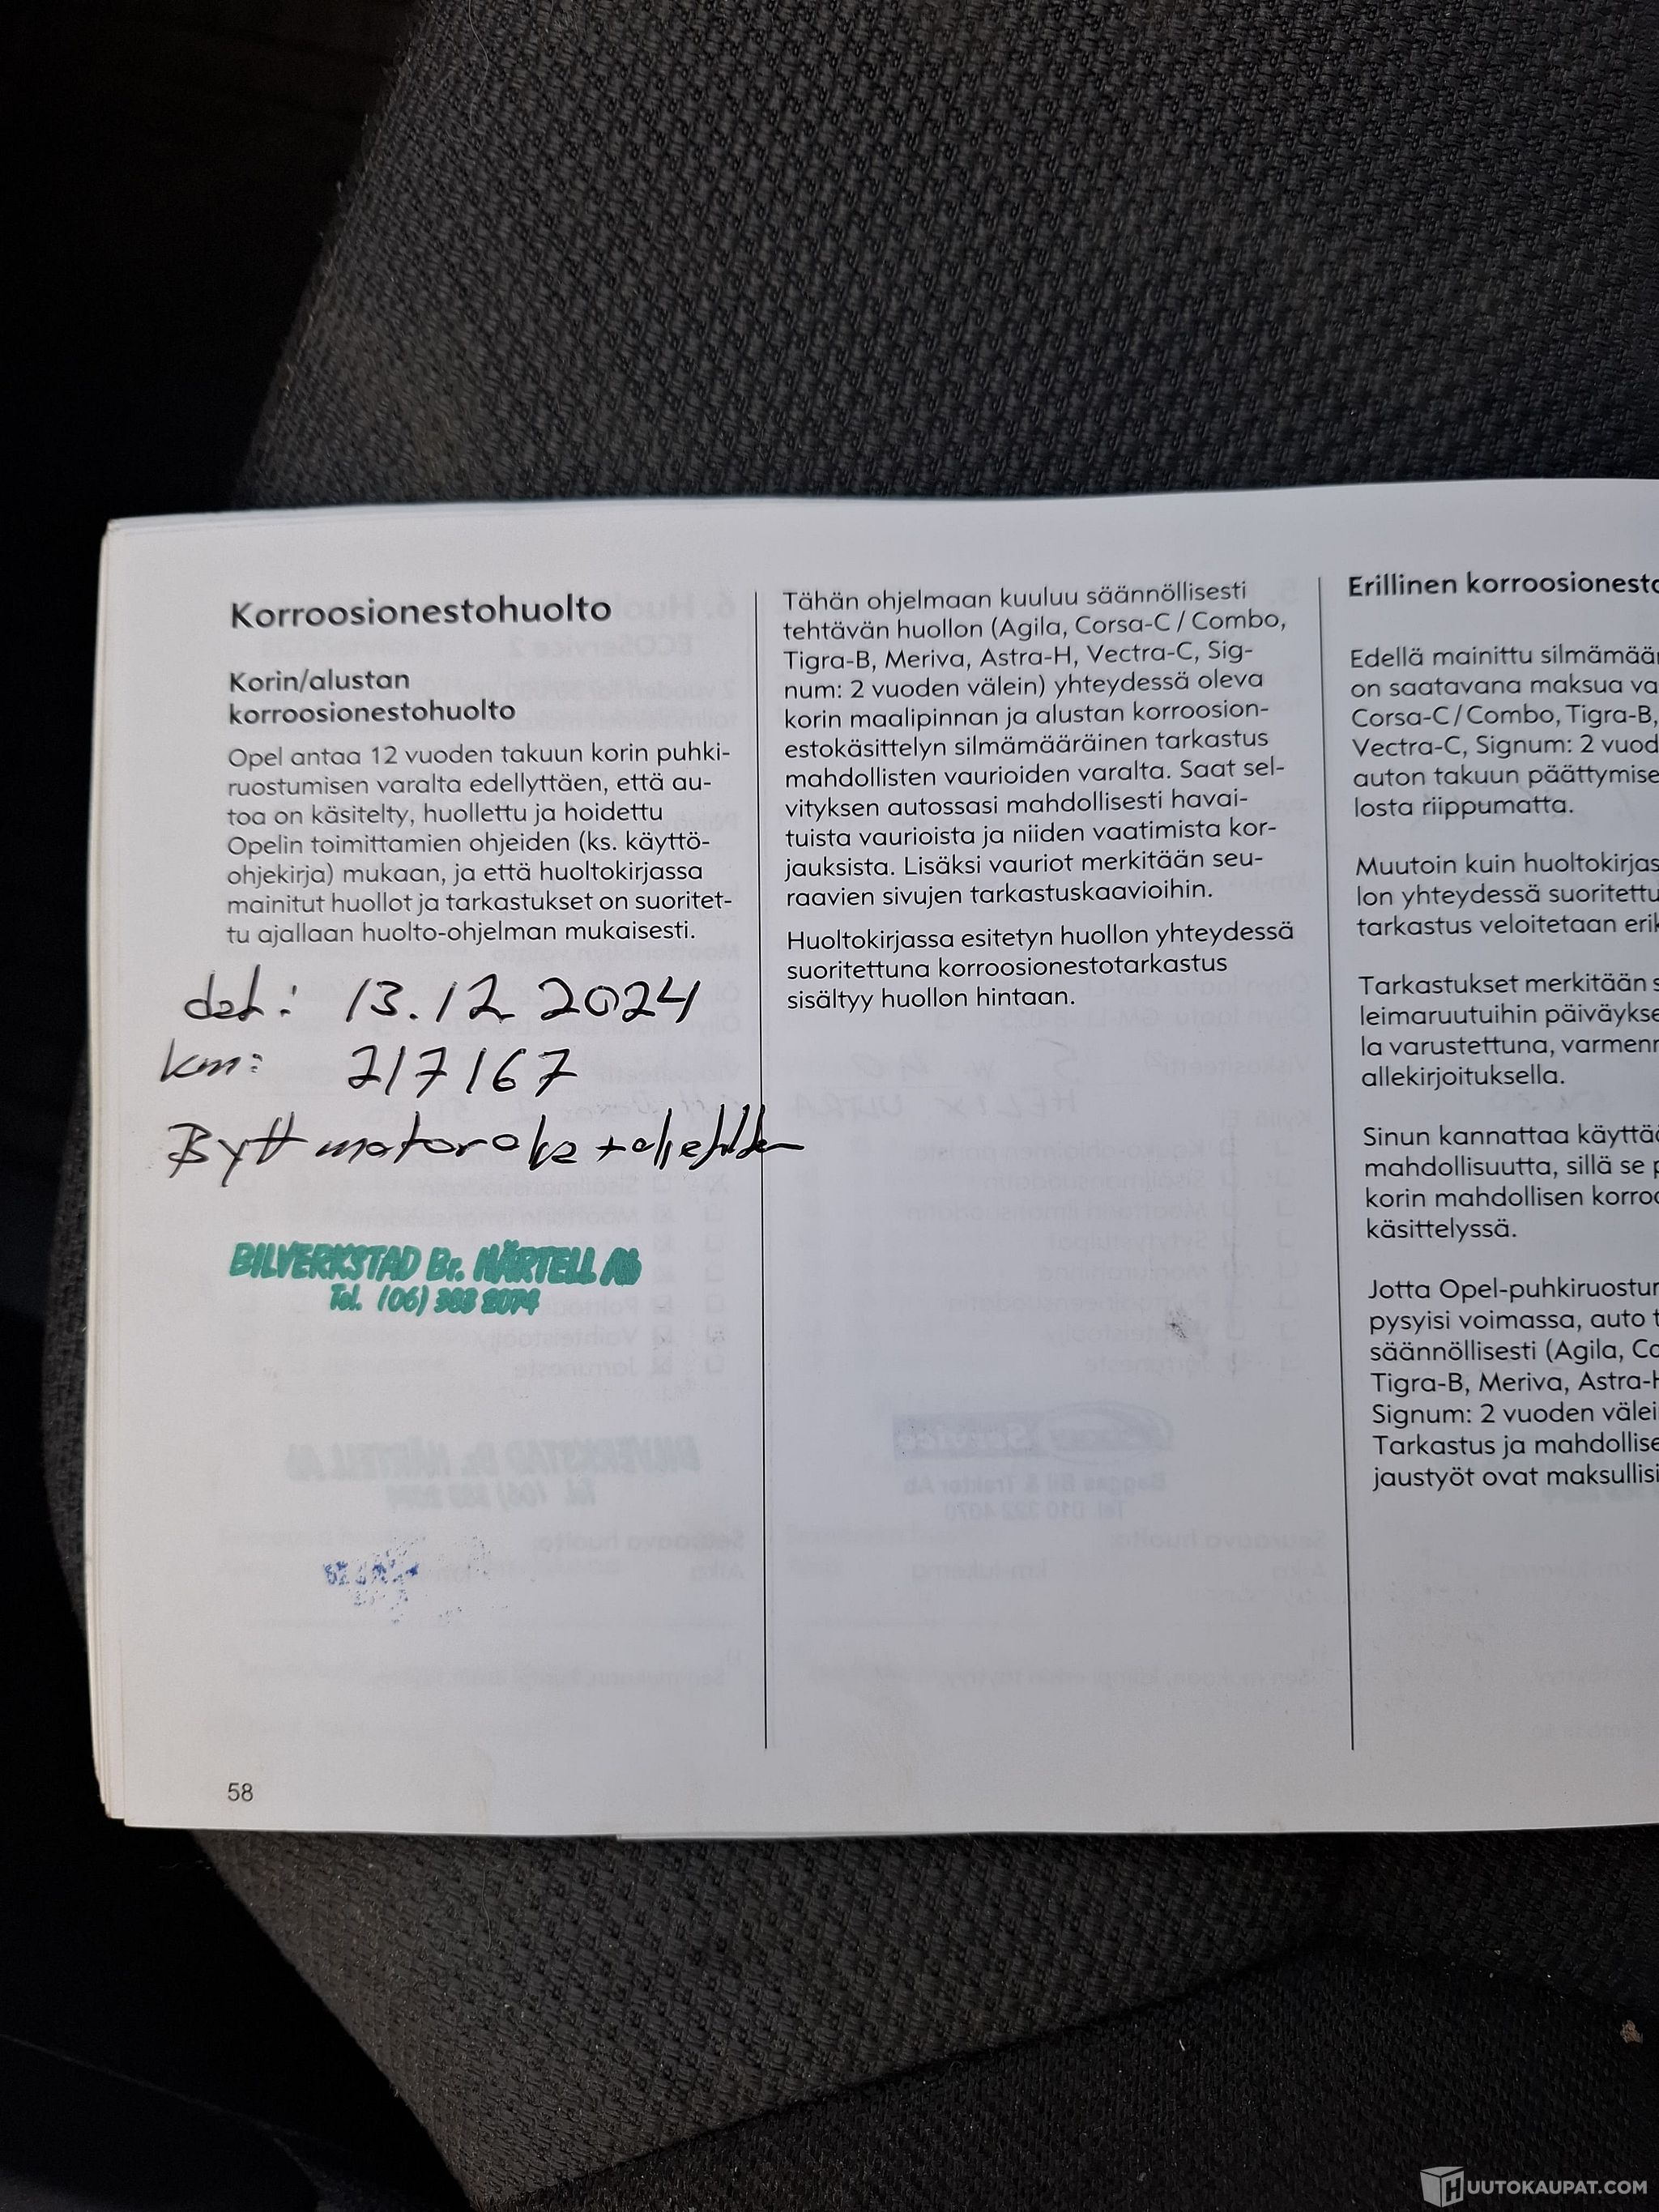 Korroosionestohuolto
Korin/alustan
korroosionestohuolto
Opel antaa 12 vuoden takuun korin puhki-
ruostumisen varalta edellyttäen, että au-
toa on käsitelty, huollettu ja hoidettu
Opelin toimittamien ohjeiden (ks. käyttö-
ohjekirja) mukaan, ja että huoltokirjassa
mainitut huollot ja tarkastukset on suoritet-
tu ajallaan huolto-ohjelman mukaisesti.
dat: 13.12 2024
km: 217167
Bytt motorolja +oljefilter
BILVERKSTAD Br. HÄRTELL AB
Tel. (06) 383 2074
58
Tähän ohjelmaan kuuluu säännöllisesti
tehtävän huollon (Agila, Corsa-C / Combo,
Tigra-B, Meriva, Astra-H, Vectra-C, Sig-
num: 2 vuoden välein) yhteydessä oleva
korin maalipinnan ja alustan korroosion-
estokäsittelyn silmämääräinen tarkastus
mahdollisten vaurioiden varalta. Saat sel-
vityksen autossasi mahdollisesti havai-
tuista vaurioista ja niiden vaatimista kor-
jauksista. Lisäksi vauriot merkitään seu-
raavien sivujen tarkastuskaavioihin.
Huoltokirjassa esitetyn huollon yhteydessä
suoritettuna korroosionestotarkastus
sisältyy huollon hintaan.
Erillinen korroosionesto
Edellä mainittu silmämäär
on saatavana maksua va
Corsa-C / Combo, Tigra-B,
Vectra-C, Signum: 2 vuod
auton takuun päättymise
losta riippumatta.
Muutoin kuin huoltokirjas
lon yhteydessä suoritettu
tarkastus veloitetaan erik
Tarkastukset merkitään s
leimaruutuihin päiväykse
la varustettuna, varmenn
allekirjoituksella.
Sinun kannattaa käyttää
mahdollisuutta, sillä se p
korin mahdollisen korroo
käsittelyssä.
Jotta Opel-puhkiruostum
pysyisi voimassa, auto t
säännöllisesti (Agila, Co
Tigra-B, Meriva, Astra-H
Signum: 2 vuoden välei
Tarkastus ja mahdollise
jaustyöt ovat maksullisi
HUUTOKAUPAT.COM